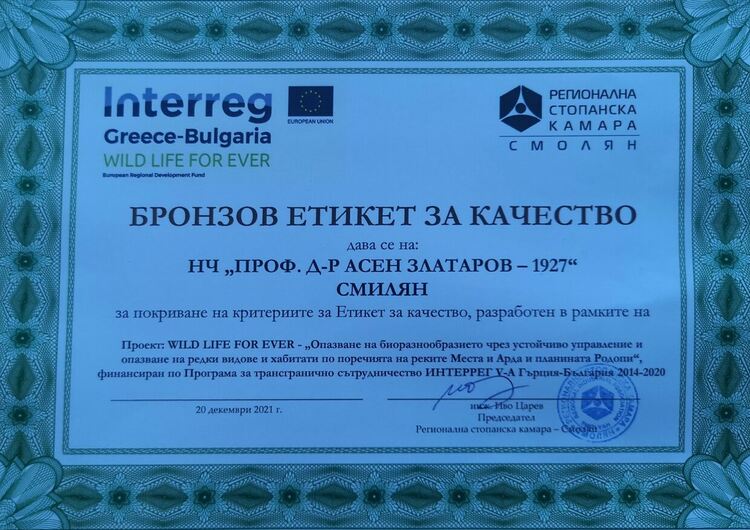 Interreg
EUROPEAN UNION
Greece-Bulgaria
WILD LIFE FOR EVER
European Regional Development Fund
РЕГИОНАЛНА
СТОПАНСКА
КАМАРА
СМОЛЯН
БРОНЗОВ ЕТИКЕТ ЗА КАЧЕСТВО
дава се на:
НЧ „ПРОФ. Д-Р АСЕН ЗЛАТАРОВ – 1927“
СМИЛЯН
за покриване на критериите за Етикет за качество, разработен в рамките на
Проект: WILD LIFE FOR EVER - „Опазване на биоразнообразието чрез устойчиво управление и
опазване на редки видове и хабитати по поречията на реките Места и Арда и планината Родопи“,
финансиран по Програма за трансгранично сътрудничество ИНТЕРРЕГ V-A Гърция-България 2014-2020
20 декември 2021 г.
инж. Иво Царев
Председател
Регионална стопанска камара – Смолян